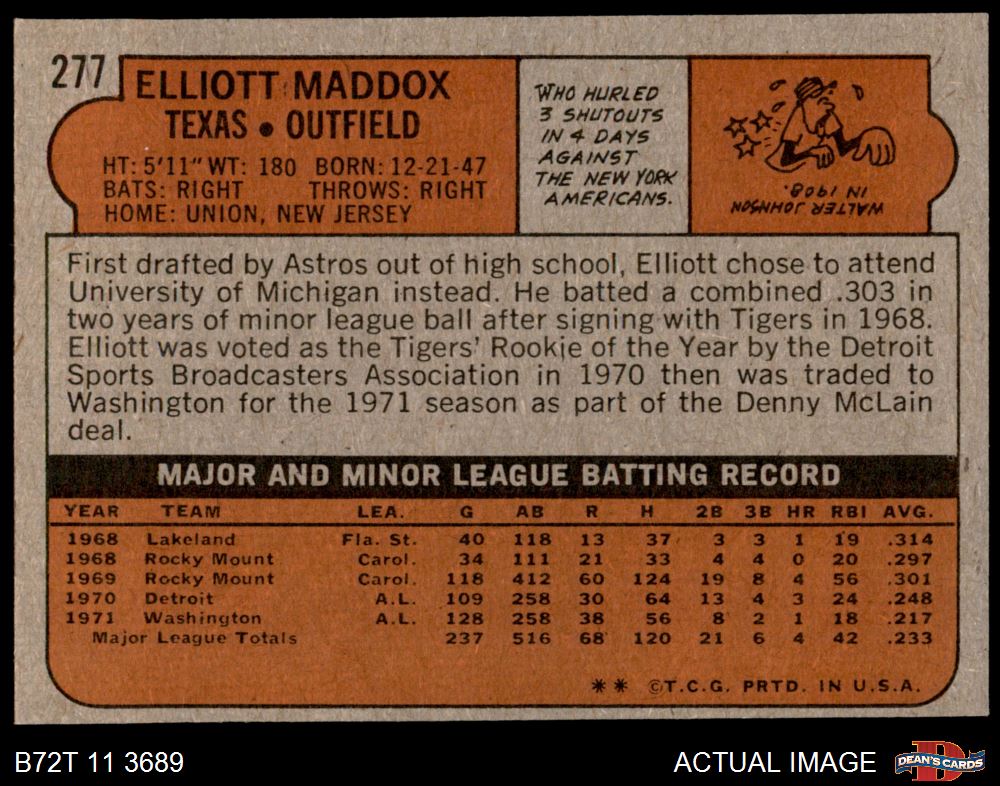 277
ELLIOTT MADDOX
TEXAS • OUTFIELD
HT: 5'11" WT: 180 BORN: 12-21-47
BATS: RIGHT THROWS: RIGHT
HOME: UNION, NEW JERSEY
WHO HURLED
3 SHUTOUTS
IN 4 DAYS
AGAINST
THE NEW YORK
AMERICANS.
WALTER JOHNSON
IN 1908.
First drafted by Astros out of high school, Elliott chose to attend
University of Michigan instead. He batted a combined .303 in
two years of minor league ball after signing with Tigers in 1968.
Elliott was voted as the Tigers' Rookie of the Year by the Detroit
Sports Broadcasters Association in 1970 then was traded to
Washington for the 1971 season as part of the Denny McLain
deal.
MAJOR AND MINOR LEAGUE BATTING RECORD
YEAR TEAM LEA. G AB R H 2B 3B HR RBI AVG.
1968 Lakeland Fla. St. 40 118 13 37 3 3 1 19 .314
1968 Rocky Mount Carol. 34 111 21 33 4 4 0 20 .297
1969 Rocky Mount Carol. 118 412 60 124 19 8 4 56 .301
1970 Detroit A.L. 109 258 30 64 13 4 3 24 .248
1971 Washington A.L. 128 258 38 56 8 2 1 18 .217
Major League Totals 237 516 68 120 21 6 4 42 .233
** ©T.C.G. PRTD. IN U.S.A.
B72T 11 3689
ACTUAL IMAGE
DEAN'S CARDS